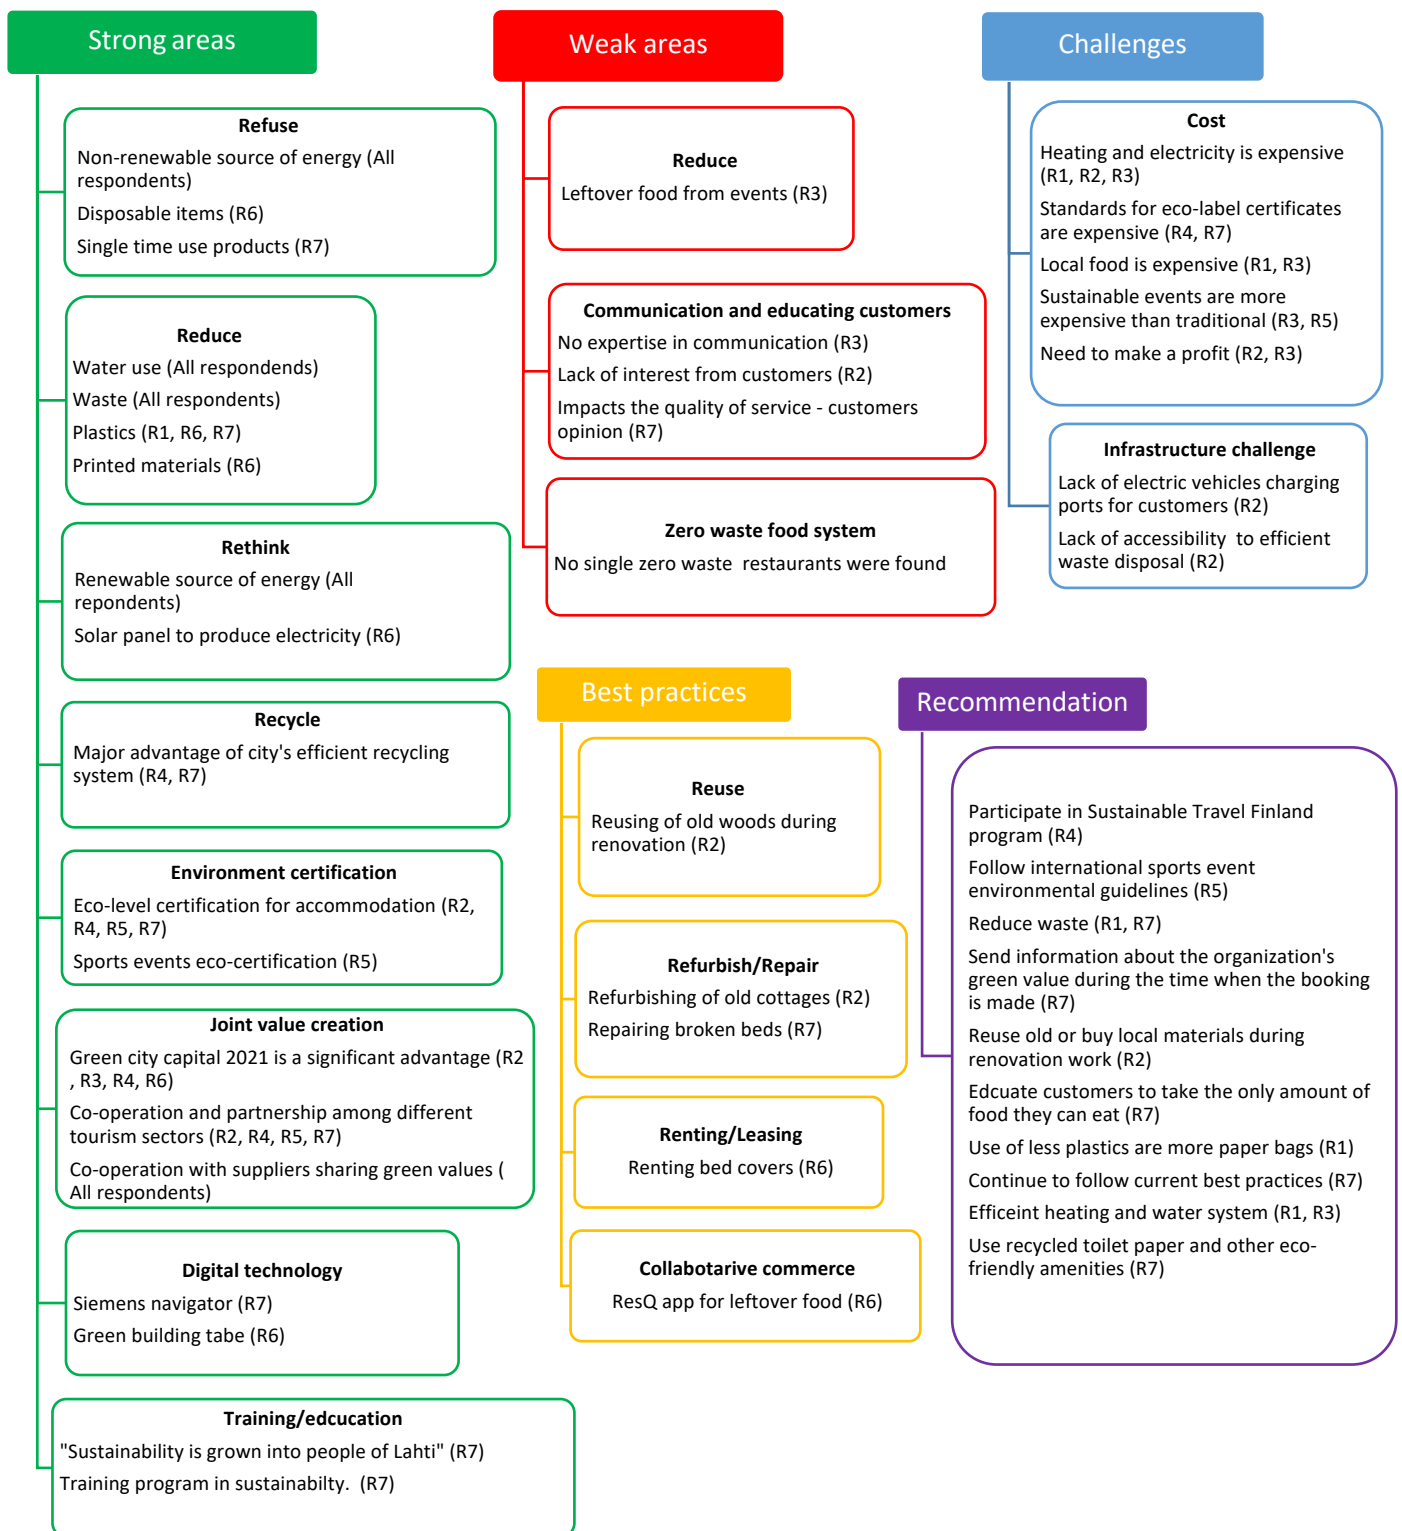 Strong areas
Refuse
Non-renewable source of energy (All
respondents)
Disposable items (R6)
Single time use products (R7)
Reduce
Water use (All respondends)
Waste (All respondents)
Plastics (R1, R6, R7)
Printed materials (R6)
Rethink
Renewable source of energy (All
repondents)
Solar panel to produce electricity (R6)
Recycle
Major advantage of city's efficient recycling
system (R4, R7)
Environment certification
Eco-level certification for accommodation (R2,
R4, R5, R7)
Sports events eco-certification (R5)
Joint value creation
Green city capital 2021 is a significant advantage (R2
, R3, R4, R6)
Co-operation and partnership among different
tourism sectors (R2, R4, R5, R7)
Co-operation with suppliers sharing green values (
All respondents)
Digital technology
Siemens navigator (R7)
Green building tabe (R6)
Training/edcucation
"Sustainability is grown into people of Lahti" (R7)
Training program in sustainabilty.  (R7)
Weak areas
Reduce
Leftover food from events (R3)
Communication and educating customers
No expertise in communication (R3)
Lack of interest from customers (R2)
Impacts the quality of service - customers
opinion (R7)
Zero waste food system
No single zero waste  restaurants were found
Challenges
Cost
Heating and electricity is expensive
(R1, R2, R3)
Standards for eco-label certificates
are expensive (R4, R7)
Local food is expensive (R1, R3)
Sustainable events are more
expensive than traditional (R3, R5)
Need to make a profit (R2, R3)
Infrastructure challenge
Lack of electric vehicles charging
ports for customers (R2)
Lack of accessibility  to efficient
waste disposal (R2)
Best practices
Reuse
Reusing of old woods during
renovation (R2)
Refurbish/Repair
Refurbishing of old cottages (R2)
Repairing broken beds (R7)
Renting/Leasing
Renting bed covers (R6)
Collabotarive commerce
ResQ app for leftover food (R6)
Recommendation
Participate in Sustainable Travel Finland
program (R4)
Follow international sports event
environmental guidelines (R5)
Reduce waste (R1, R7)
Send information about the organization's
green value during the time when the booking
is made (R7)
Reuse old or buy local materials during
renovation work (R2)
Edcuate customers to take the only amount of
food they can eat (R7)
Use of less plastics are more paper bags (R1)
Continue to follow current best practices (R7)
Efficeint heating and water system (R1, R3)
Use recycled toilet paper and other eco-
friendly amenities (R7)